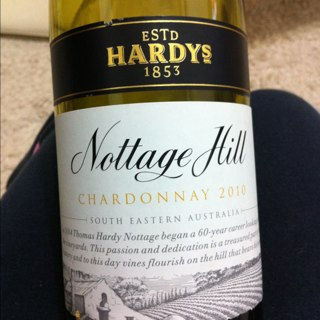 ESTD
HARDYS
1853
Nottage Hill
CHARDONNAY 2010
SOUTH EASTERN AUSTRALIA
Thomas Hardy Nottage began a 60-year career
vineyards. This passion and dedication is a treasured
and to this day vines flourish on the hill that